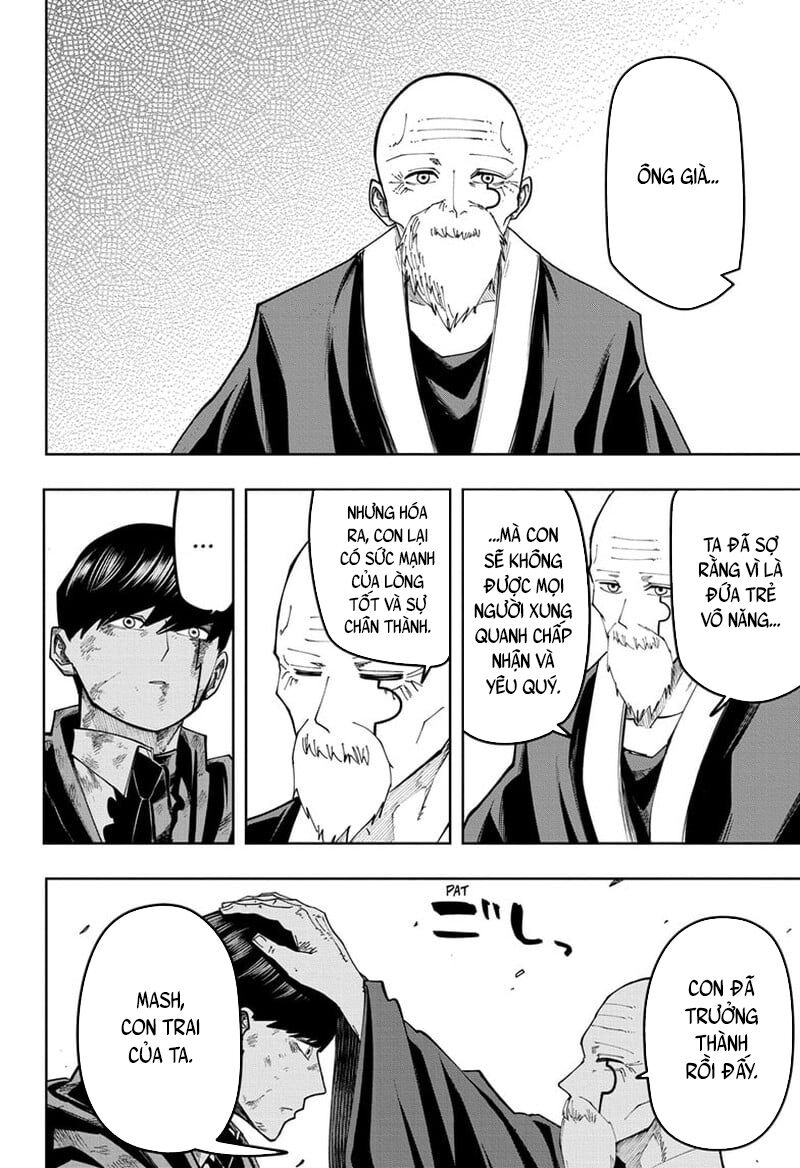 ÔNG GIÀ...
TA ĐÃ SỢ
RẰNG VÌ LÀ
ĐỨA TRẺ
VÔ NĂNG...
...MÀ CON
SẼ KHÔNG
ĐƯỢC MỌI
NGƯỜI XUNG
QUANH CHẤP
NHẬN VÀ
YÊU QUÝ.
NHƯNG HÓA
RA, CON LẠI
CÓ SỨC MẠNH
CỦA LÒNG
TỐT VÀ SỰ
CHÂN THÀNH.
...
PAT
ごしっ
CON ĐÃ
TRƯỞNG
THÀNH
RỒI ĐẤY.
MASH,
CON TRAI
CỦA TA.